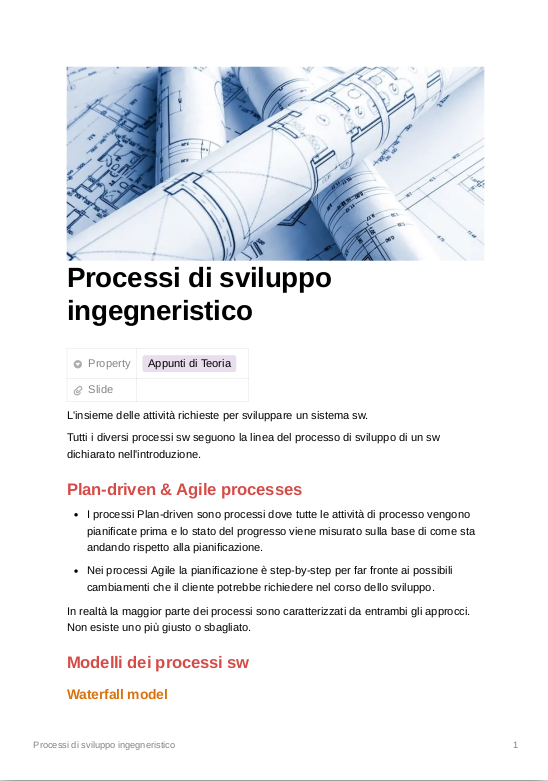 Processi di sviluppo
ingegneristico
Property Appunti di Teoria
Slide
L'insieme delle attività richieste per sviluppare un sistema sw.
Tutti i diversi processi sw seguono la linea del processo di sviluppo di un sw
dichiarato nell'introduzione.
Plan-driven & Agile processes
• I processi Plan-driven sono processi dove tutte le attività di processo vengono
pianificate prima e lo stato del progresso viene misurato sulla base di come sta
andando rispetto alla pianificazione.
• Nei processi Agile la pianificazione è step-by-step per far fronte ai possibili
cambiamenti che il cliente potrebbe richiedere nel corso dello sviluppo.
In realtà la maggior parte dei processi sono caratterizzati da entrambi gli approcci.
Non esiste uno più giusto o sbagliato.
Modelli dei processi sw
Waterfall model
Processi di sviluppo ingegneristico 1